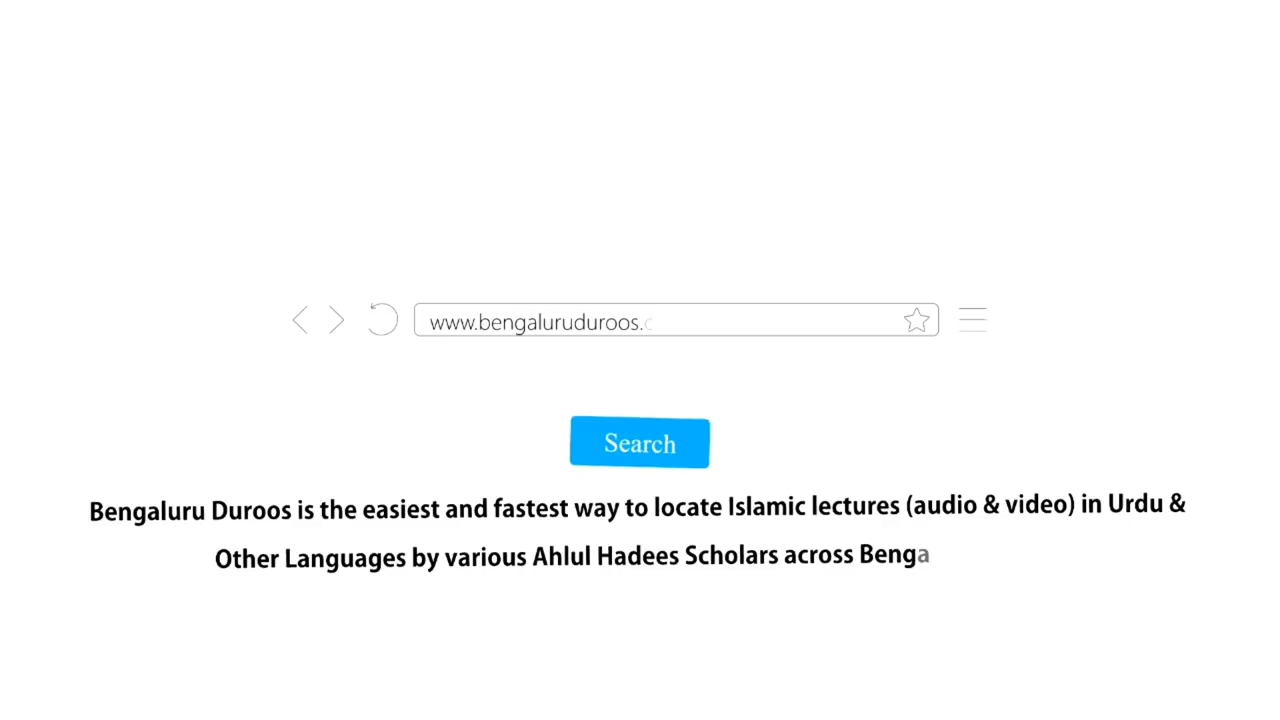 www.bengaluruduroos.c
Search
Bengaluru Duroos is the easiest and fastest way to locate Islamic lectures (audio & video) in Urdu &
Other Languages by various Ahlul Hadees Scholars across Benga